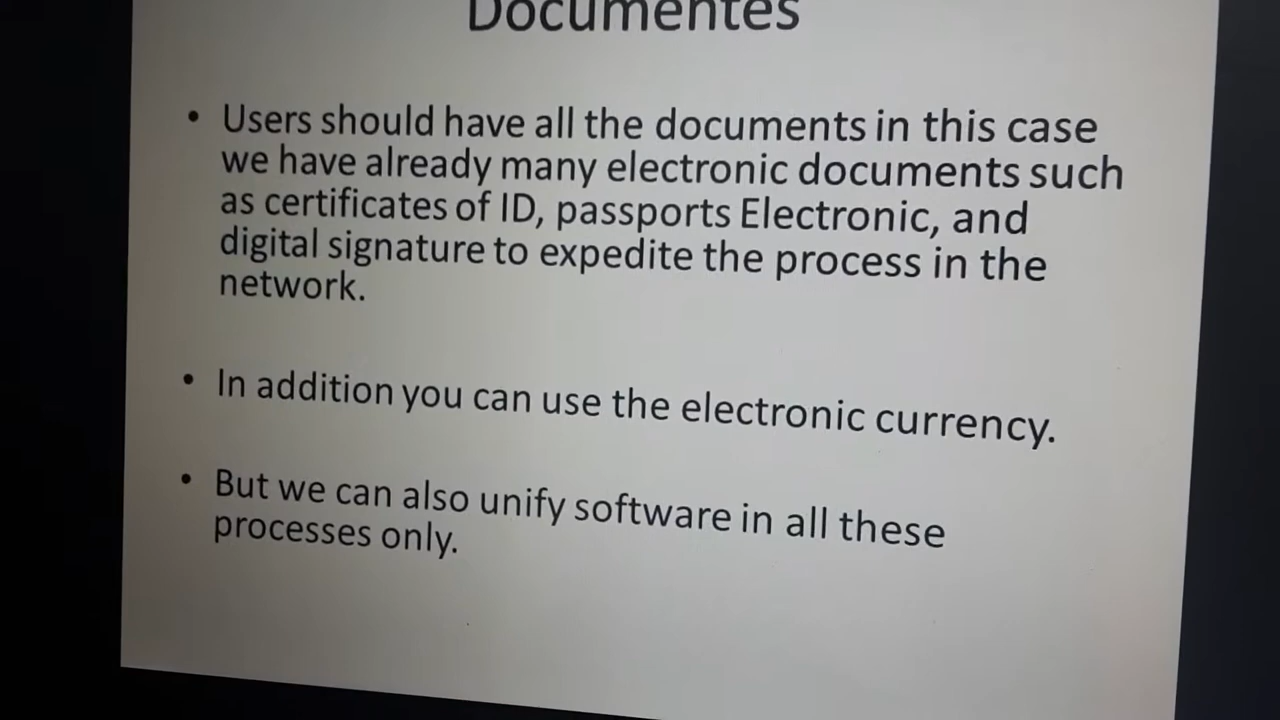 Documentes
• Users should have all the documents in this case
we have already many electronic documents such
as certificates of ID, passports Electronic, and
digital signature to expedite the process in the
network.
• In addition you can use the electronic currency.
• But we can also unify software in all these
processes only.